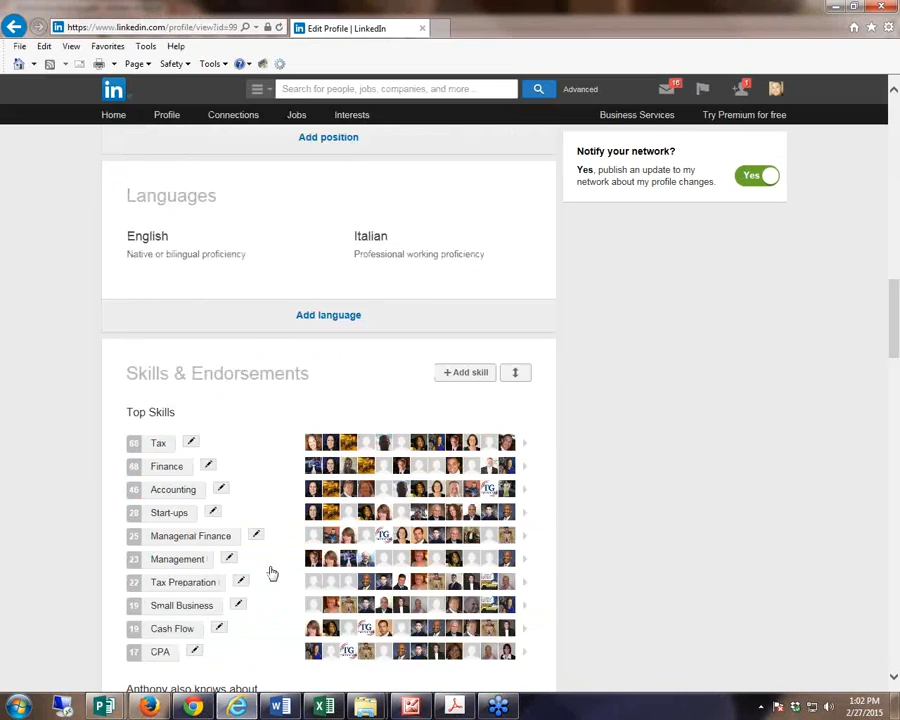 https://www.linkedin.com/profile/view?id=99
Edit Profile | LinkedIn
File Edit View Favorites Tools Help
Page Safety Tools
in Search for people, jobs, companies, and more... Advanced 16 1
Home Profile Connections Jobs Interests Business Services Try Premium for free
Add position
Notify your network?
Yes, publish an update to my
network about my profile changes.
Yes
Languages
English
Native or bilingual proficiency
Italian
Professional working proficiency
Add language
Skills & Endorsements
+ Add skill
Top Skills
68 Tax
48 Finance
46 Accounting
28 Start-ups
25 Managerial Finance
23 Management
22 Tax Preparation
19 Small Business
19 Cash Flow
17 CPA
Anthony also knows about
1:02 PM
2/27/2015